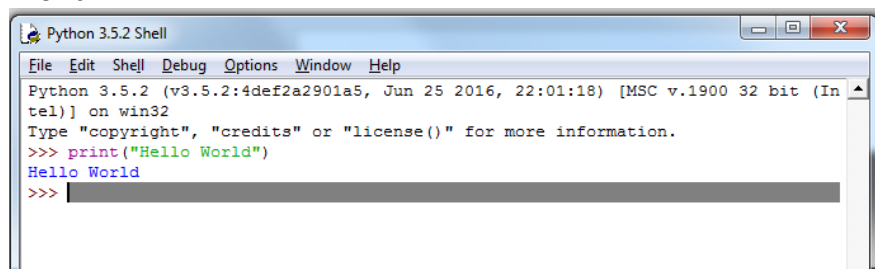 Python 3.5.2 Shell
File Edit Shell Debug Options Window Help
Python 3.5.2 (v3.5.2:4def2a2901a5, Jun 25 2016, 22:01:18) [MSC v.1900 32 bit (In
tel)] on win32
Type "copyright", "credits" or "license()" for more information.
>>> print("Hello World")
Hello World
>>>